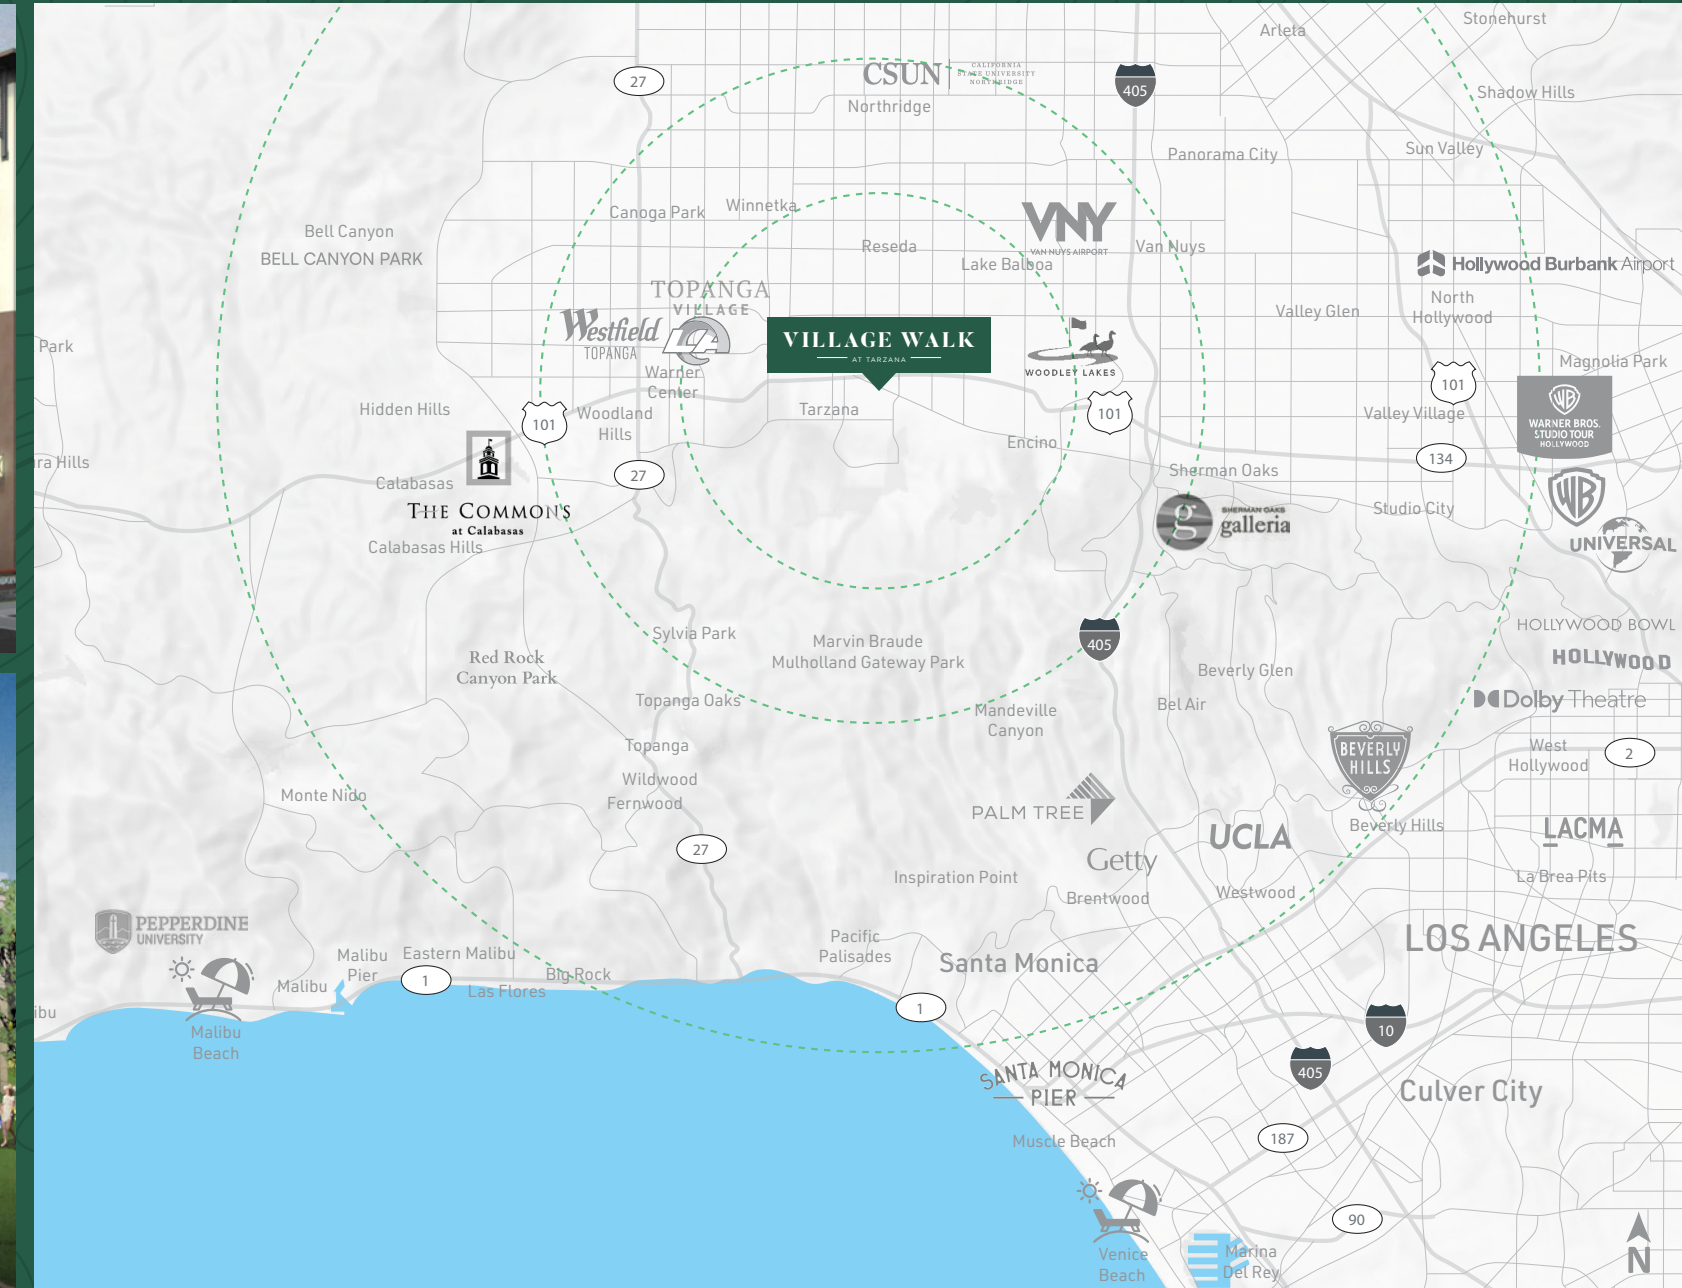 Stonehurst
Arleta
27
CSUN
CALIFORNIA
STATE UNIVERSITY
NORTHRIDGE
405
Northridge
Shadow Hills
Panorama City
Sun Valley
Canoga Park
Winnetka
VNY
VAN NUYS AIRPORT
Bell Canyon
BELL CANYON PARK
Reseda
Lake Balboa
Van Nuys
Hollywood Burbank Airport
TOPANGA
VILLAGE
North
Hollywood
Valley Glen
Westfield
TOPANGA
VILLAGE WALK
AT TARZANA
Park
WOODLEY LAKES
Magnolia Park
Warner
Center
101
Hidden Hills
101
Woodland
Hills
Tarzana
101
Valley Village
WB
WARNER BROS.
STUDIO TOUR
HOLLYWOOD
Encino
ra Hills
27
Sherman Oaks
134
Calabasas
THE COMMONS
at Calabasas
Studio City
WB
g
SHERMAN OAKS
galleria
UNIVERSAL
Calabasas Hills
HOLLYWOOD BOWL
Sylvia Park
Marvin Braude
Mulholland Gateway Park
405
HOLLYWOOD
Red Rock
Canyon Park
Beverly Glen
Topanga Oaks
Bel Air
Dolby Theatre
Mandeville
Canyon
Topanga
BEVERLY
HILLS
West
Hollywood
2
Wildwood
Monte Nido
Fernwood
PALM TREE
UCLA
Beverly Hills
LACMA
27
Getty
Inspiration Point
La Brea Pits
Brentwood
Westwood
PEPPERDINE
UNIVERSITY
LOS ANGELES
Pacific
Palisades
Malibu
Pier
Eastern Malibu
Santa Monica
Big Rock
1
Malibu
Las Flores
1
ibu
10
Malibu
Beach
405
SANTA MONICA
PIER
Culver City
Muscle Beach
187
90
Venice
Beach
Marina
Del Rey
N